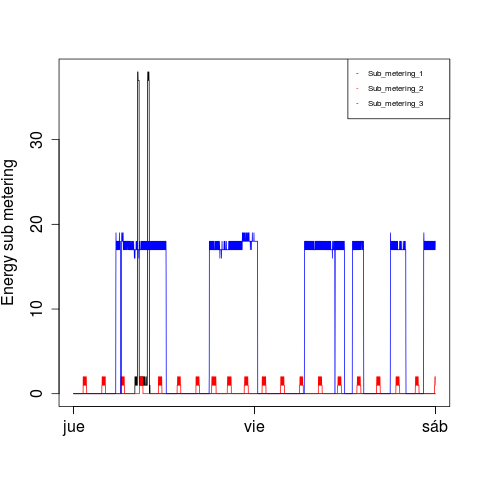 Sub_metering_1
Sub_metering_2
Sub_metering_3
Energy sub metering
30
20
10
0
jue vie sáb